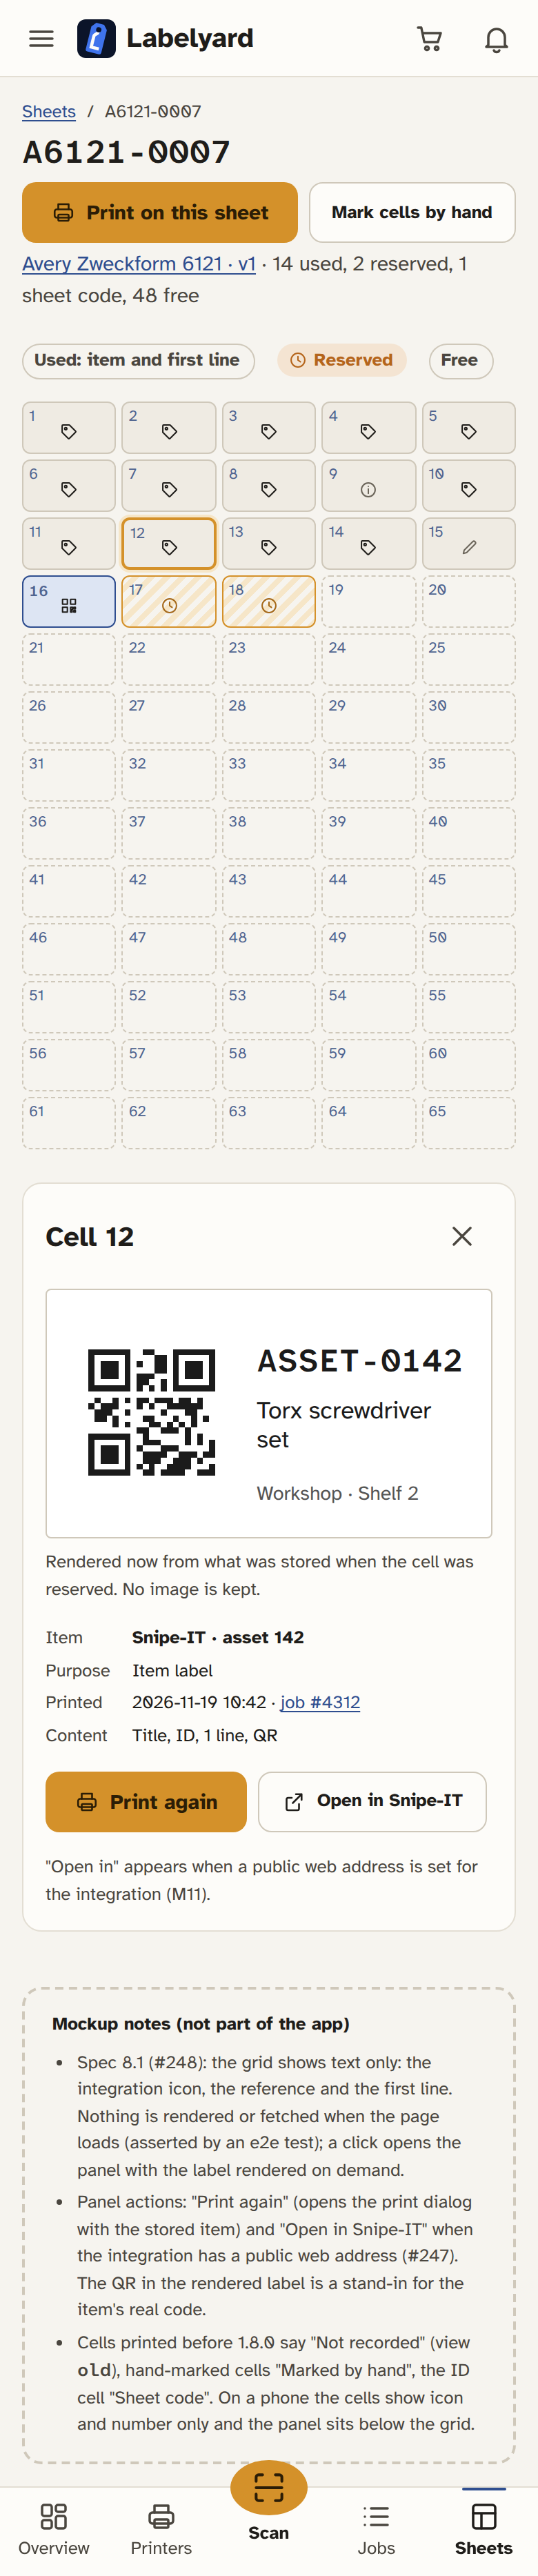 Labelyard
Sheets / A6121-0007
A6121-0007
Print on this sheet
Mark cells by hand
Avery Zweckform 6121 · v1 · 14 used, 2 reserved, 1
sheet code, 48 free
Used: item and first line
Reserved
Free
1 2 3 4 5
6 7 8 9 10
11 12 13 14 15
16 17 18 19 20
21 22 23 24 25
26 27 28 29 30
31 32 33 34 35
36 37 38 39 40
41 42 43 44 45
46 47 48 49 50
51 52 53 54 55
56 57 58 59 60
61 62 63 64 65
Cell 12
ASSET-0142
Torx screwdriver
set
Workshop · Shelf 2
Rendered now from what was stored when the cell was
reserved. No image is kept.
Item Snipe-IT · asset 142
Purpose Item label
Printed 2026-11-19 10:42 · job #4312
Content Title, ID, 1 line, QR
Print again
Open in Snipe-IT
"Open in" appears when a public web address is set for
the integration (M11).
Mockup notes (not part of the app)
• Spec 8.1 (#248): the grid shows text only: the
integration icon, the reference and the first line.
Nothing is rendered or fetched when the page
loads (asserted by an e2e test); a click opens the
panel with the label rendered on demand.
• Panel actions: "Print again" (opens the print dialog
with the stored item) and "Open in Snipe-IT" when
the integration has a public web address (#247).
The QR in the rendered label is a stand-in for the
item's real code.
• Cells printed before 1.8.0 say "Not recorded" (view
old), hand-marked cells "Marked by hand", the ID
cell "Sheet code". On a phone the cells show icon
and number only and the panel sits below the grid.
Overview
Printers
Scan
Jobs
Sheets